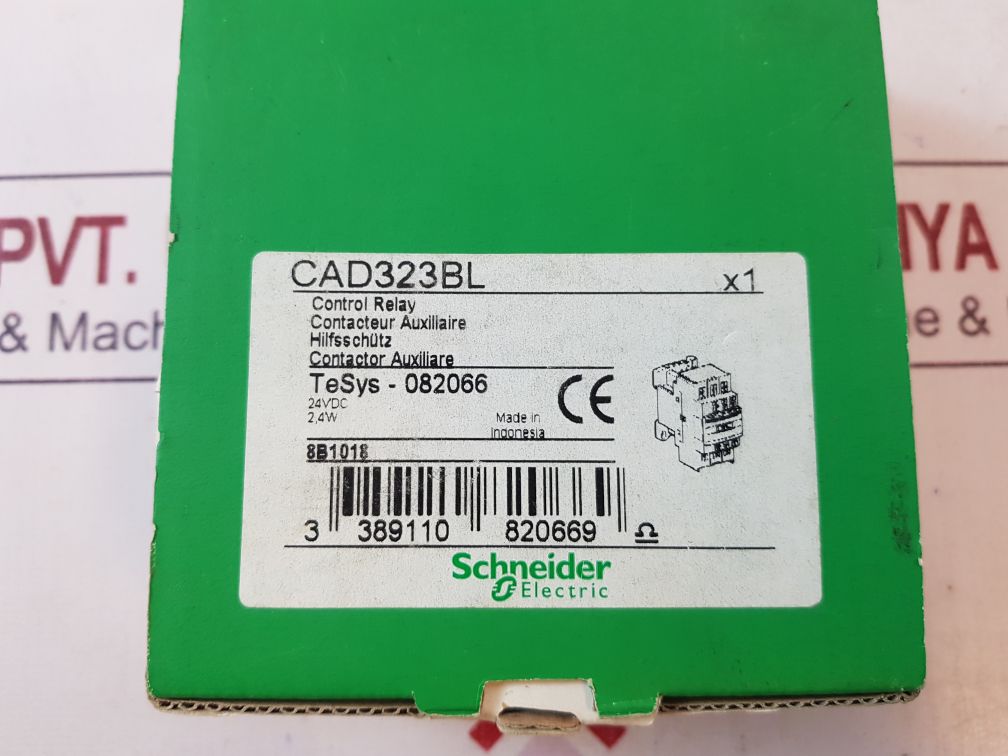 PVT.
& Mach
IYA
e &
CAD323BL x1
Control Relay
Contacteur Auxiliaire
Hilfsschütz
Contactor Auxiliare
TeSys - 082066
24VDC
2,4W
Made in
Indonesia
CE
8B1018
3 389110 820669
Schneider
Electric